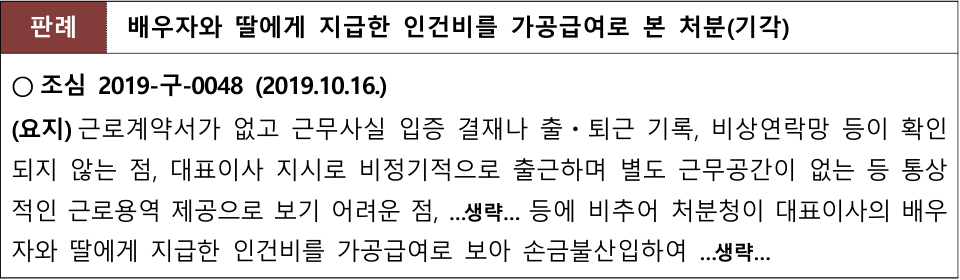 판례 배우자와 딸에게 지급한 인건비를 가공급여로 본 처분(기각)
○ 조심 2019-구-0048 (2019.10.16.)
(요지) 근로계약서가 없고 근무사실 입증 결재나 출・퇴근 기록, 비상연락망 등이 확인
되지 않는 점, 대표이사 지시로 비정기적으로 출근하며 별도 근무공간이 없는 등 통상
적인 근로용역 제공으로 보기 어려운 점, …생략… 등에 비추어 처분청이 대표이사의 배우
자와 딸에게 지급한 인건비를 가공급여로 보아 손금불산입하여 …생략…